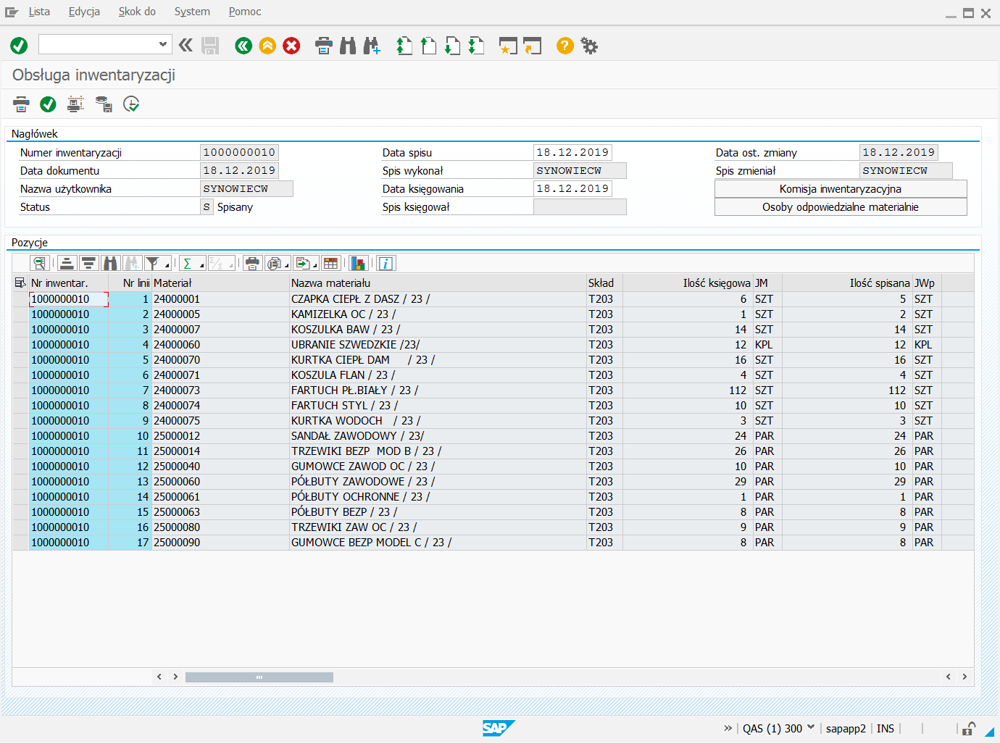 Lista Edycja Skok do System Pomoc
Obsługa inwentaryzacji
Nagłówek
Numer inwentaryzacji 1000000010 Data spisu 18.12.2019 Data ost. zmiany 18.12.2019
Data dokumentu 18.12.2019 Spis wykonał SYNOWIECW Spis zmieniał SYNOWIECW
Nazwa użytkownika SYNOWIECW Data księgowania 18.12.2019 Komisja inwentaryzacyjna
Status S Spisany Spis księgował Osoby odpowiedzialne materialnie
Pozycje
Nr inwentar. Nr linii Materiał Nazwa materiału Skład Ilość księgowa JM Ilość spisana JWp
1000000010 1 24000001 CZAPKA CIEPŁ Z DASZ / 23 / T203 6 SZT 5 SZT
1000000010 2 24000005 KAMIZELKA OC / 23 / T203 1 SZT 2 SZT
1000000010 3 24000007 KOSZULKA BAW / 23 / T203 14 SZT 14 SZT
1000000010 4 24000060 UBRANIE SZWEDZKIE /23/ T203 12 KPL 12 KPL
1000000010 5 24000070 KURTKA CIEPŁ DAM / 23 / T203 16 SZT 16 SZT
1000000010 6 24000071 KOSZULA FLAN / 23 / T203 4 SZT 4 SZT
1000000010 7 24000073 FARTUCH PŁ.BIAŁY / 23 / T203 112 SZT 112 SZT
1000000010 8 24000074 FARTUCH STYL / 23 / T203 10 SZT 10 SZT
1000000010 9 24000075 KURTKA WODOCH / 23 / T203 3 SZT 3 SZT
1000000010 10 25000012 SANDAŁ ZAWODOWY / 23/ T203 24 PAR 24 PAR
1000000010 11 25000014 TRZEWIKI BEZP MOD B / 23 / T203 26 PAR 26 PAR
1000000010 12 25000040 GUMOWCE ZAWOD OC / 23 / T203 10 PAR 10 PAR
1000000010 13 25000060 PÓŁBUTY ZAWODOWE / 23 / T203 29 PAR 29 PAR
1000000010 14 25000061 PÓŁBUTY OCHRONNE / 23 / T203 1 PAR 1 PAR
1000000010 15 25000063 PÓŁBUTY BEZP / 23 / T203 8 PAR 8 PAR
1000000010 16 25000080 TRZEWIKI ZAW OC / 23 / T203 9 PAR 9 PAR
1000000010 17 25000090 GUMOWCE BEZP MODEL C / 23 / T203 8 PAR 8 PAR
SAP QAS (1) 300 sapapp2 INS